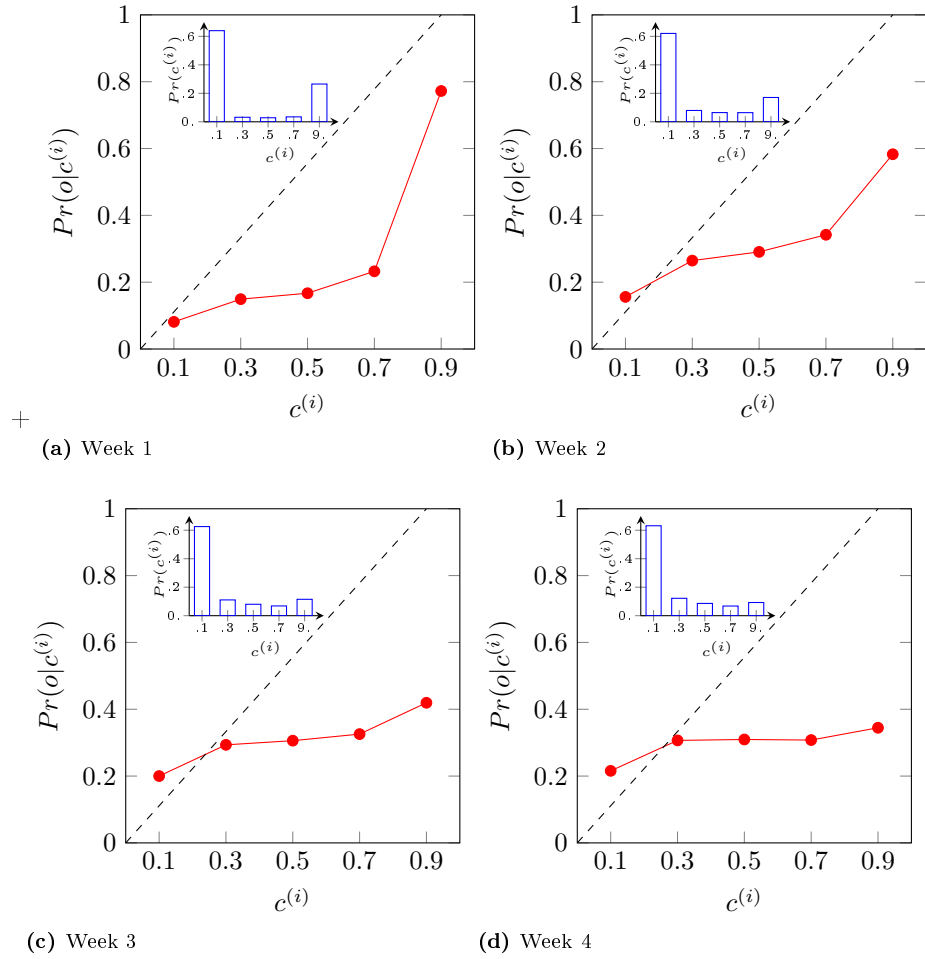 1
0.8
0.6
0.4
0.2
0
0.1 0.3 0.5 0.7 0.9
c^(i)
Pr(o|c^(i))
.6
.4
.2
0.
.1 .3 .5 .7 9.
c^(i)
Pr(c^(i))
1
0.8
0.6
0.4
0.2
0
0.1 0.3 0.5 0.7 0.9
c^(i)
Pr(o|c^(i))
.6
.4
.2
0.
.1 .3 .5 .7 9.
c^(i)
Pr(c^(i))
+
(a) Week 1
(b) Week 2
1
0.8
0.6
0.4
0.2
0
0.1 0.3 0.5 0.7 0.9
c^(i)
Pr(o|c^(i))
.6
.4
.2
0.
.1 .3 .5 .7 9.
c^(i)
Pr(c^(i))
1
0.8
0.6
0.4
0.2
0
0.1 0.3 0.5 0.7 0.9
c^(i)
Pr(o|c^(i))
.6
.4
.2
0.
.1 .3 .5 .7 9.
c^(i)
Pr(c^(i))
(c) Week 3
(d) Week 4